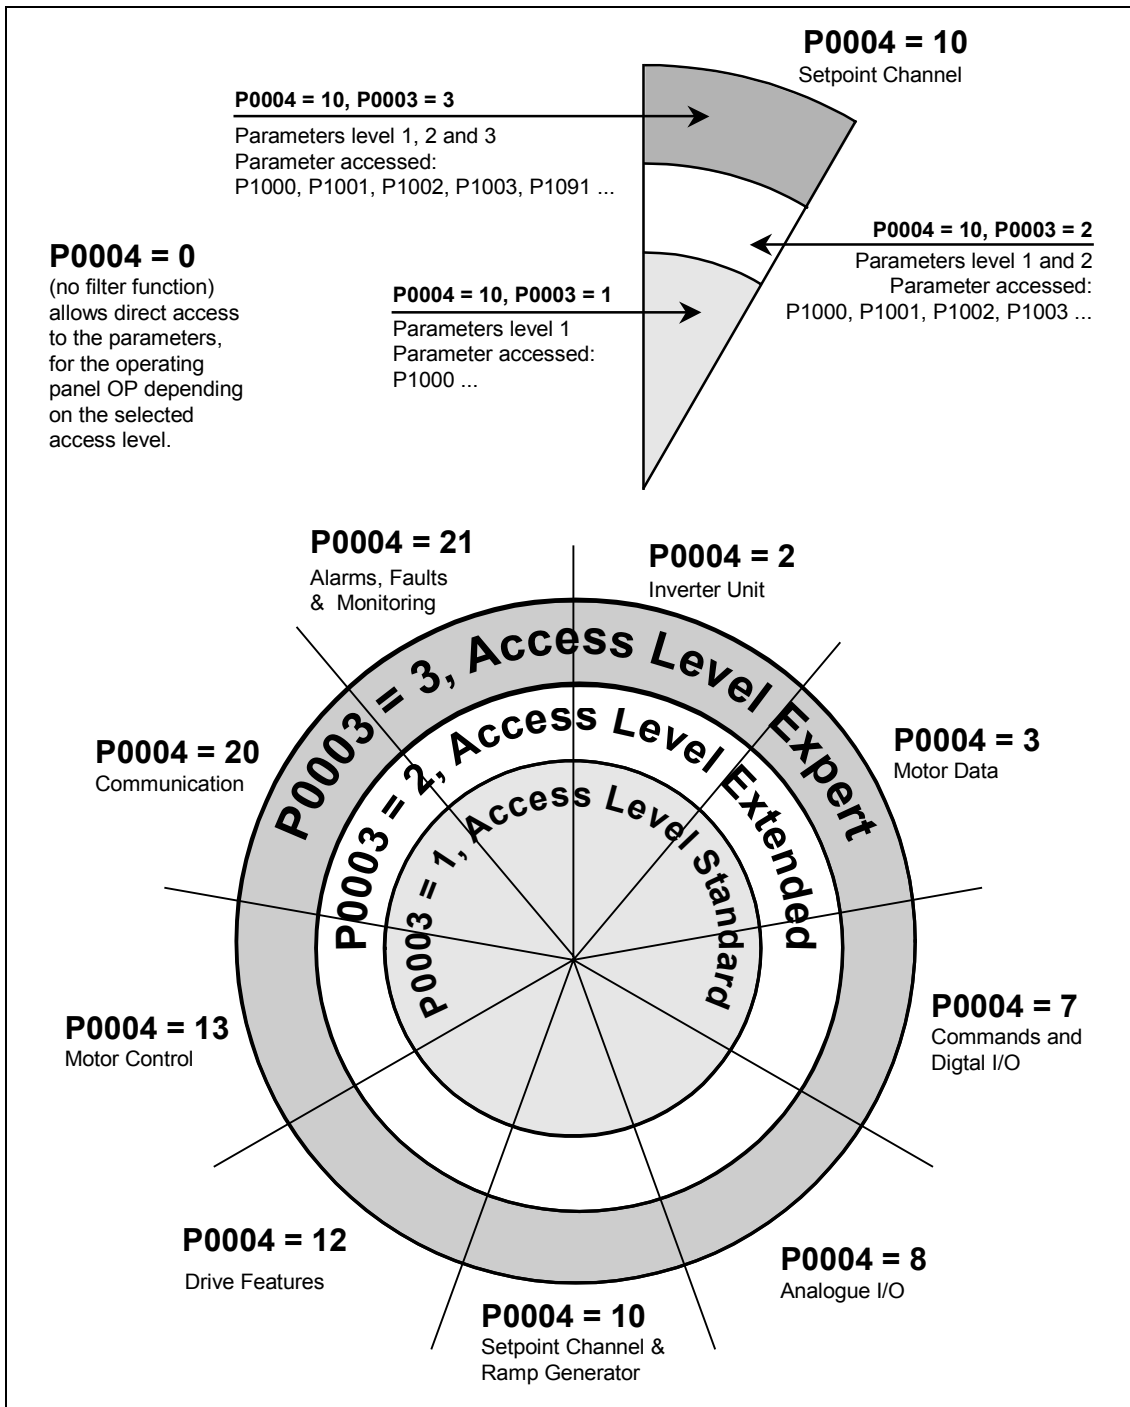 P0004 = 10
Setpoint Channel
P0004 = 10, P0003 = 3
Parameters level 1, 2 and 3
Parameter accessed:
P1000, P1001, P1002, P1003, P1091 ...
P0004 = 0
(no filter function)
allows direct access
to the parameters,
for the operating
panel OP depending
on the selected
access level.
P0004 = 10, P0003 = 2
Parameters level 1 and 2
Parameter accessed:
P1000, P1001, P1002, P1003 ...
P0004 = 10, P0003 = 1
Parameters level 1
Parameter accessed:
P1000 ...
P0004 = 21
Alarms, Faults
& Monitoring
P0004 = 2
Inverter Unit
P0003 = 3, Access Level Expert
P0003 = 2, Access Level Extended
P0003 = 1, Access Level Standard
P0004 = 20
Communication
P0004 = 3
Motor Data
P0004 = 13
Motor Control
P0004 = 7
Commands and
Digtal I/O
P0004 = 12
Drive Features
P0004 = 8
Analogue I/O
P0004 = 10
Setpoint Channel &
Ramp Generator